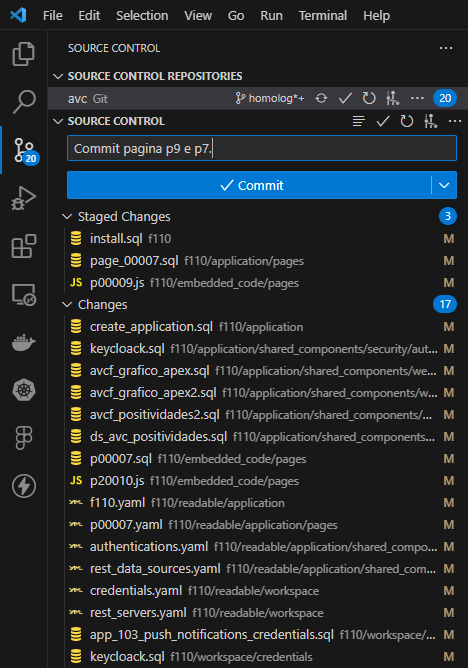 File Edit Selection View Go Run Terminal Help
SOURCE CONTROL
SOURCE CONTROL REPOSITORIES
avc Git homolog*+ 20
SOURCE CONTROL
Commit pagina p9 e p7.
20
Commit
Staged Changes 3
install.sql f110 M
page_00007.sql f110/application/pages M
JS p00009.js f110/embedded_code/pages M
Changes 17
create_application.sql f110/application M
keycloack.sql f110/application/shared_components/security/aut... M
avcf_grafico_apex.sql f110/application/shared_components/we... M
avcf_grafico_apex2.sql f110/application/shared_components/w... M
avcf_positividades2.sql f110/application/shared_components/... M
ds_avc_positividades.sql f110/application/shared_components... M
p00007.sql f110/embedded_code/pages M
JS p20010.js f110/embedded_code/pages M
f110.yaml f110/readable/application M
p00007.yaml f110/readable/application/pages M
authentications.yaml f110/readable/application/shared_compo... M
rest_data_sources.yaml f110/readable/application/shared_com... M
credentials.yaml f110/readable/workspace M
rest_servers.yaml f110/readable/workspace M
app_103_push_notifications_credentials.sql f110/workspace/... M
keycloack.sql f110/workspace/credentials M